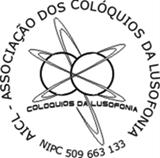 AICL - ASSOCIAÇÃO DOS COLÓQUIOS DA LUSOFONIA
COLOQUIOS DA LUSOFONIA
NIPC 509 663 133